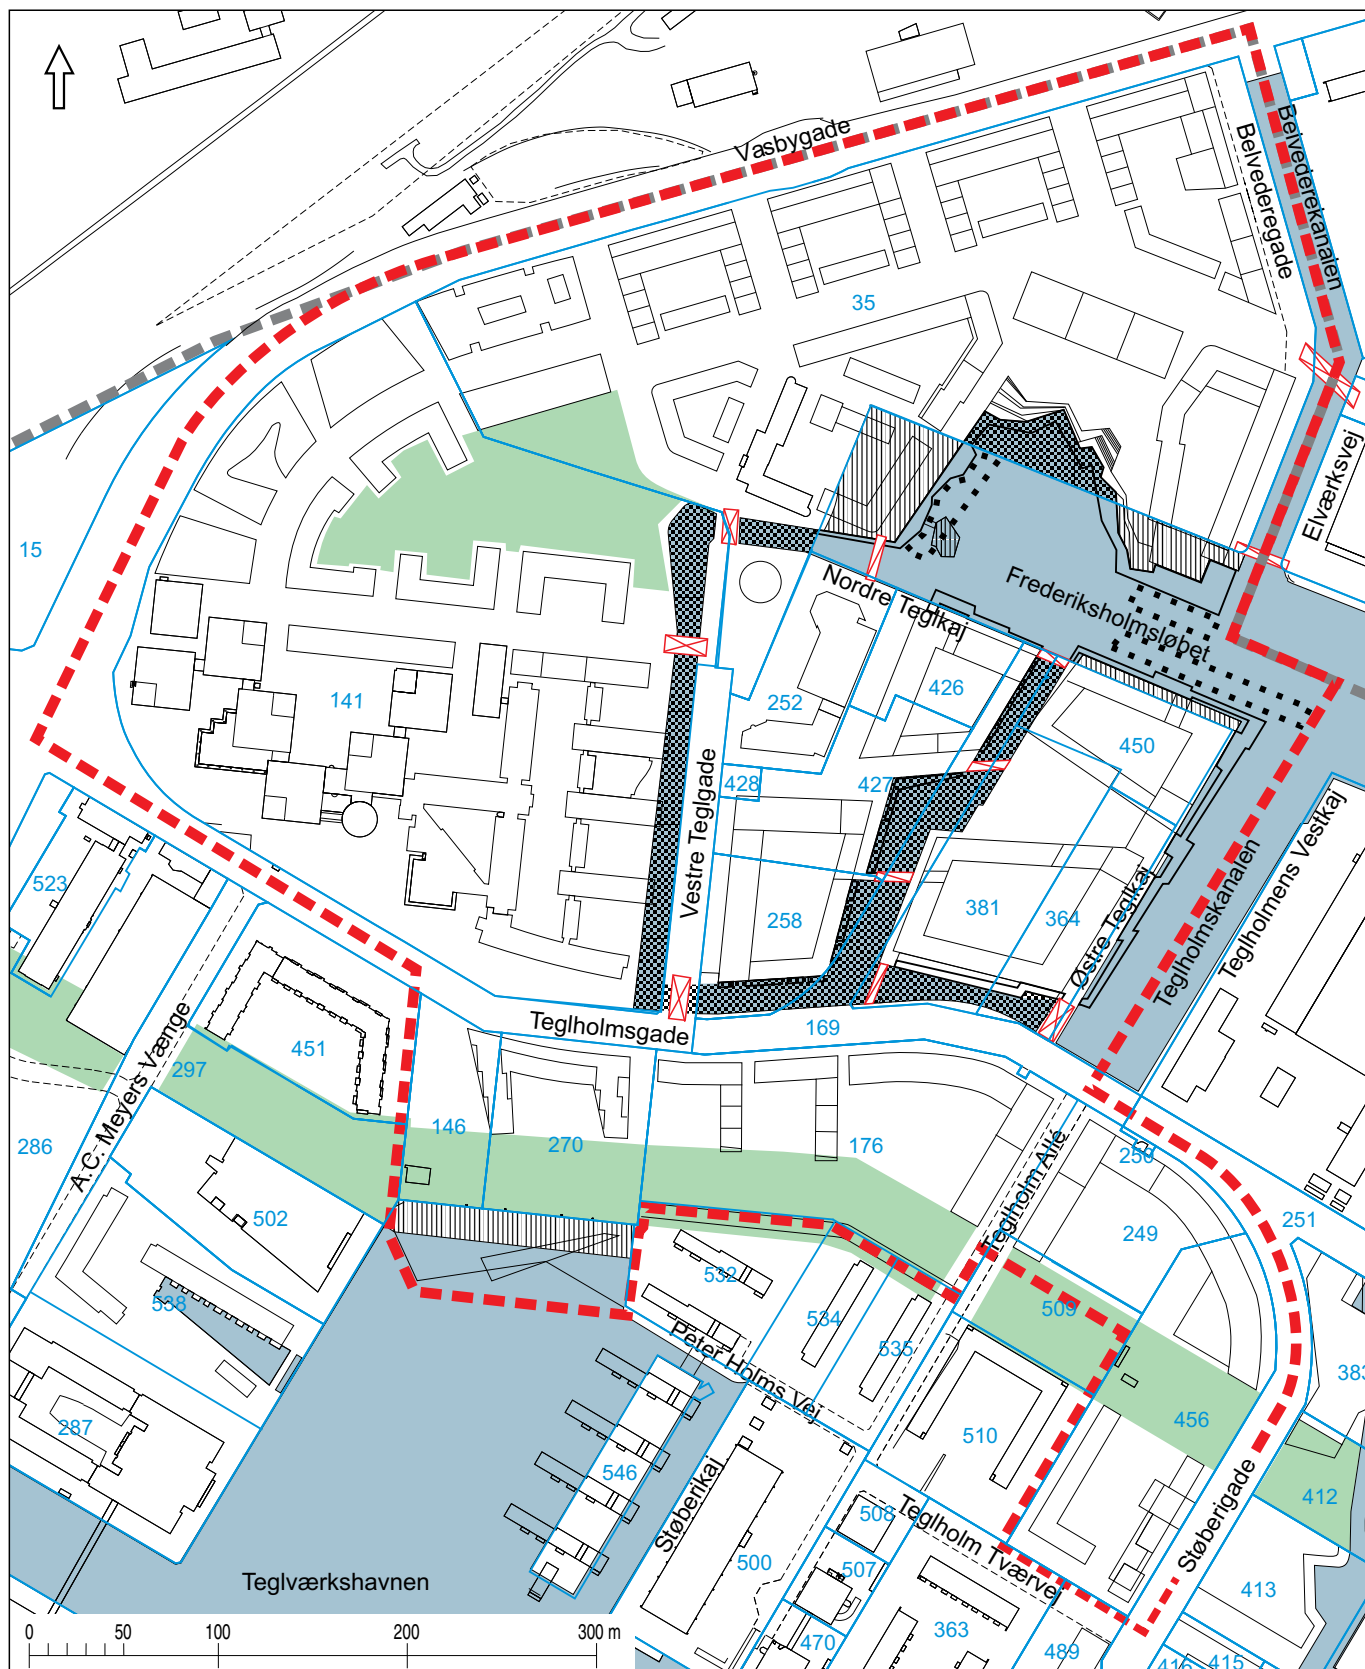 Vasbygade
Belvederegade
Belvederekanalen
35
Elværksvej
15
Nordre Teglkaj
Frederiksholmsløbet
141
252
426
450
428
427
Vestre Teglgade
523
258
381
364
Østre Teglkaj
Teglholmskanalen
Teglholmens Vestkaj
Teglholmsgade
169
451
A.C. Meyers Vænge
297
286
146
270
176
Teglholm Allé
250
249
251
502
532
509
538
534
535
Peter Holms Vej
383
456
287
510
546
Støberikaj
508
Teglholm Tværvej
Støberigade
412
500
507
Teglværkshavnen
413
470
363
489
416
415
0 50 100 200 300 m